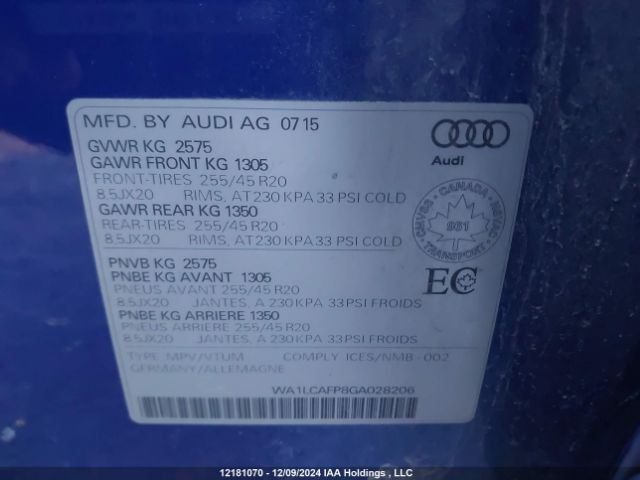 MFD. BY AUDI AG 07 15
GVWR KG 2575
GAWR FRONT KG 1305
FRONT-TIRES 255/45 R20
8.5JX20 RIMS, AT 230 KPA 33 PSI COLD
GAWR REAR KG 1350
REAR-TIRES 255/45 R20
8.5JX20 RIMS, AT 230 KPA 33 PSI COLD
Audi
CANADA
961
TRANSPORT
PNVB KG 2575
PNBE KG AVANT 1305
PNEUS AVANT 255/45 R20
8.5JX20 JANTES, A 230 KPA 33 PSI FROIDS
PNBE KG ARRIERE 1350
PNEUS ARRIERE 255/45 R20
8.5JX20 JANTES, A 230 KPA 33 PSI FROIDS
EC
TYPE: MPV/VTUM COMPLY ICES/NMB - 002
GERMANY/ALLEMAGNE
WA1LCAFP8GA028206
12181070 - 12/09/2024 IAA Holdings , LLC